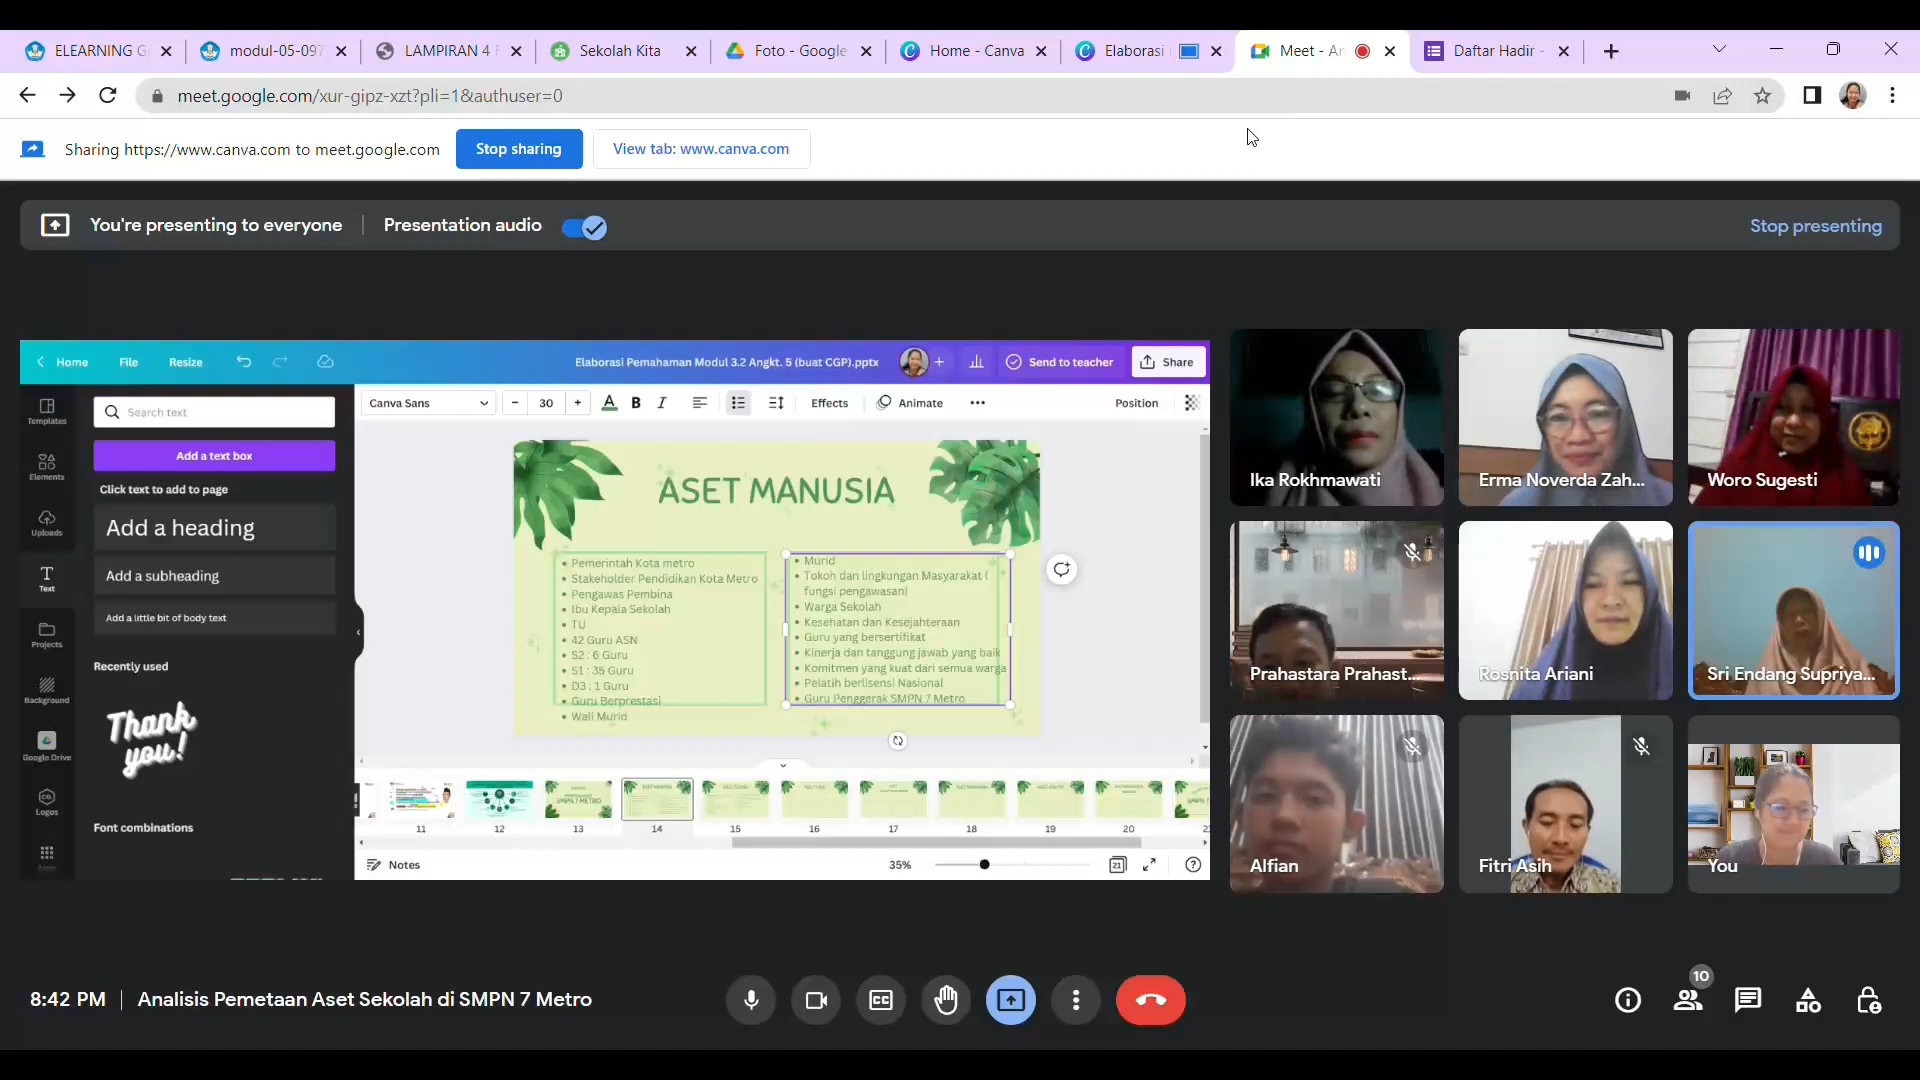 ELEARNING G
modul-05-097
LAMPIRAN 4
Sekolah Kita
Foto - Google
Home - Canva
Elaborasi
Meet - An
Daftar Hadir -
meet.google.com/xur-gipz-xzt?pli=1&authuser=0
Sharing https://www.canva.com to meet.google.com
Stop sharing
View tab: www.canva.com
You're presenting to everyone
Presentation audio
Stop presenting
Home
File
Resize
Elaborasi Pemahaman Modul 3.2 Angkt. 5 (buat CGP).pptx
Send to teacher
Share
Templates
Elements
Uploads
Text
Projects
Background
Google Drive
Logos
Search text
Add a text box
Click text to add to page
Add a heading
Add a subheading
Add a little bit of body text
Recently used
Thank
you!
Font combinations
Canva Sans
30
B
I
Effects
Animate
Position
ASET MANUSIA
Pemerintah Kota metro
Stakeholder Pendidikan Kota Metro
Pengawas Pembina
Ibu Kepala Sekolah
TU
42 Guru ASN
S2 : 6 Guru
S1 : 35 Guru
D3 : 1 Guru
Guru Berprestasi
Wali Murid
Murid
Tokoh dan lingkungan Masyarakat (
fungsi pengawasan)
Warga Sekolah
Kesehatan dan Kesejahteraan
Guru yang bersertifikat
Kinerja dan tanggung jawab yang baik
Komitmen yang kuat dari semua warga
Pelatih berlisensi Nasional
Guru Penggerak SMPN 7 Metro
SMPN 7 METRO
11
12
13
14
15
16
17
18
19
20
Notes
35%
21
Ika Rokhmawati
Erma Noverda Zah...
Woro Sugesti
Prahastara Prahast...
Rosnita Ariani
Sri Endang Supriya...
Alfian
Fitri Asih
You
8:42 PM
Analisis Pemetaan Aset Sekolah di SMPN 7 Metro
10